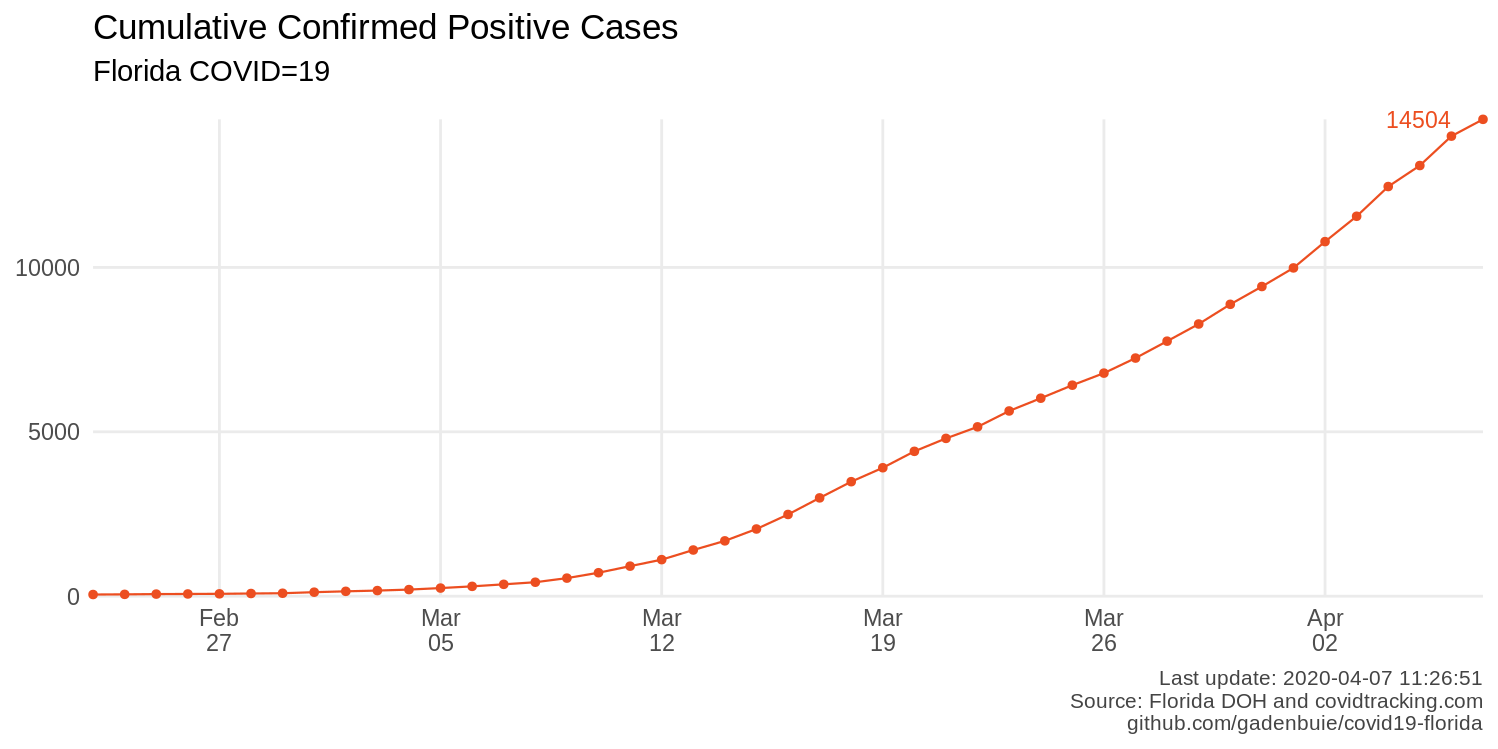 Cumulative Confirmed Positive Cases
Florida COVID=19
14504
10000
5000
0
Feb
27
Mar
05
Mar
12
Mar
19
Mar
26
Apr
02
Last update: 2020-04-07 11:26:51
Source: Florida DOH and covidtracking.com
github.com/gadenbuie/covid19-florida